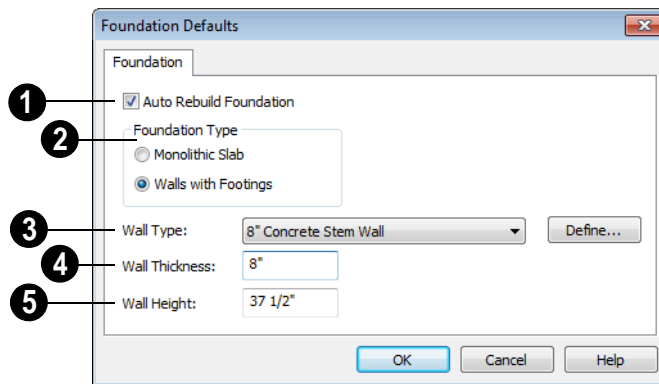 Foundation Defaults
Foundation
1 Auto Rebuild Foundation
2 Foundation Type
Monolithic Slab
Walls with Footings
3 Wall Type: 8" Concrete Stem Wall Define...
4 Wall Thickness: 8"
5 Wall Height: 37 1/2"
OK Cancel Help